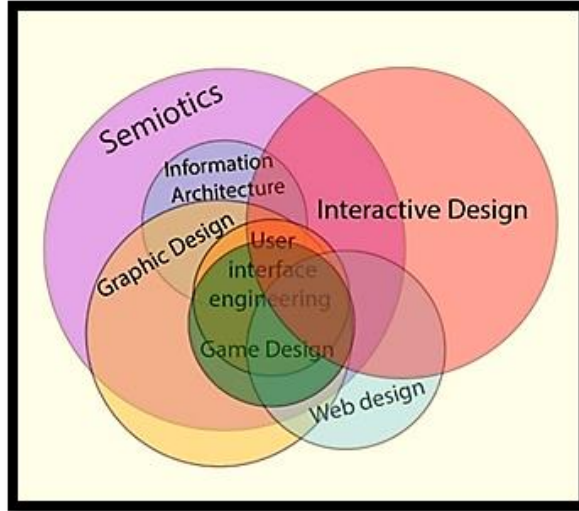 Semiotics
Information
Architecture
Interactive Design
Graphic Design
User
interface
engineering
Game Design
Web design